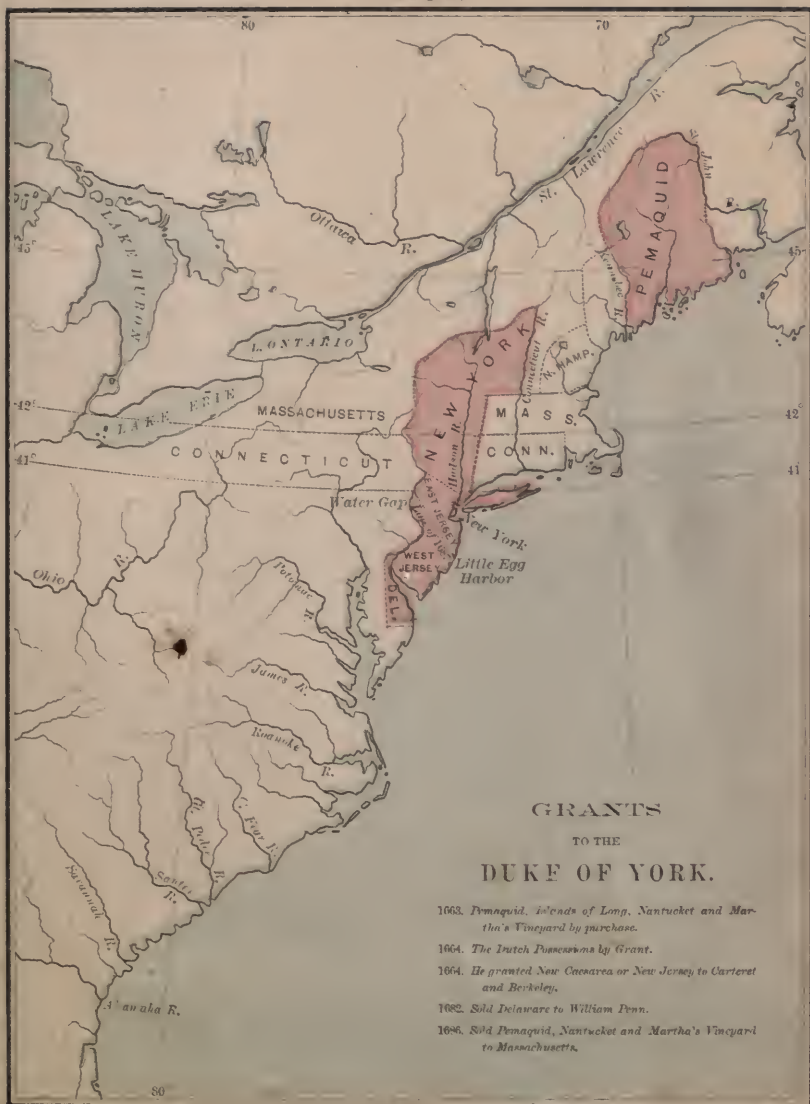 80 70
St. Lawrence R.
St. John
R.
Ottawa R.
PEMAQUID
45° 45
LAKE HURON
Kennebec R.
L. ONTARIO
NEW YORK
Connecticut R.
N. HAMP.
42° 42°
LAKE ERIE
MASSACHUSETTS
MASS.
Hudson R.
41° 41
CONNECTICUT
CONN.
Water Gap
EAST JERSEY
New York
WEST
JERSEY
Little Egg
Harbor
DEL.
Ohio R.
Potomac R.
James R.
Roanoke R.
C. Fear R.
Gt. Pedee R.
Santee R.
Savannah R.
80
GRANTS
TO THE
DUKE OF YORK.
1663. Pemaquid, islands of Long, Nantucket and Mar-
tha's Vineyard by purchase.
1664. The Dutch Possessions by Grant.
1664. He granted New Caesarea or New Jersey to Carteret
and Berkeley.
1682. Sold Delaware to William Penn.
1686. Sold Pemaquid, Nantucket and Martha's Vineyard
to Massachusetts.